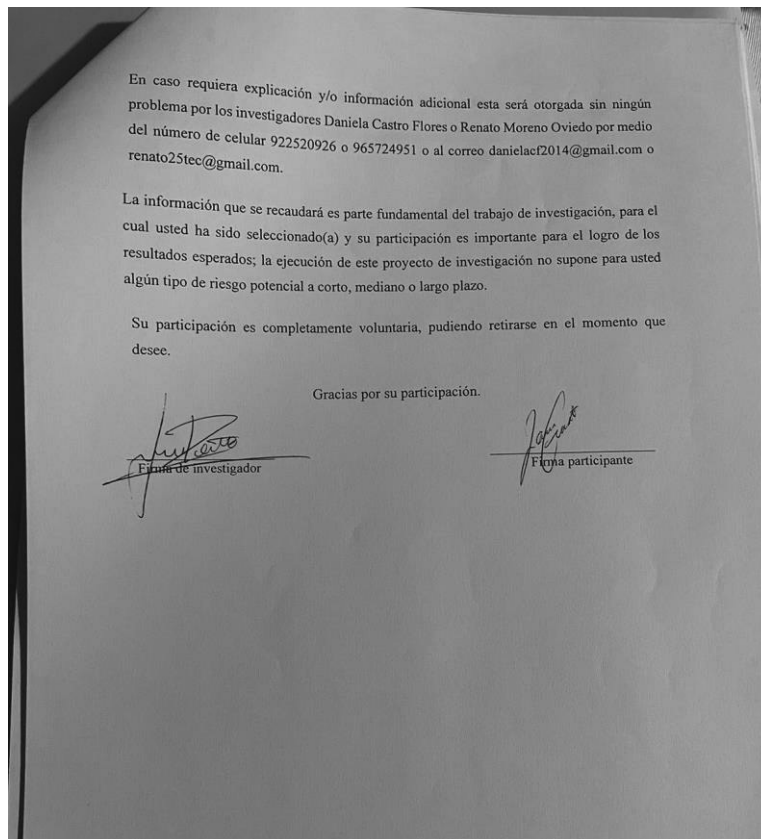 En caso requiera explicación y/o información adicional esta será otorgada sin ningún
problema por los investigadores Daniela Castro Flores o Renato Moreno Oviedo por medio
del número de celular 922520926 o 965724951 o al correo danielacf2014@gmail.com o
renato25tec@gmail.com.
La información que se recaudará es parte fundamental del trabajo de investigación, para el
cual usted ha sido seleccionado(a) y su participación es importante para el logro de los
resultados esperados; la ejecución de este proyecto de investigación no supone para usted
algún tipo de riesgo potencial a corto, mediano o largo plazo.
Su participación es completamente voluntaria, pudiendo retirarse en el momento que
desee.
Gracias por su participación.
Firma de investigador
Firma participante